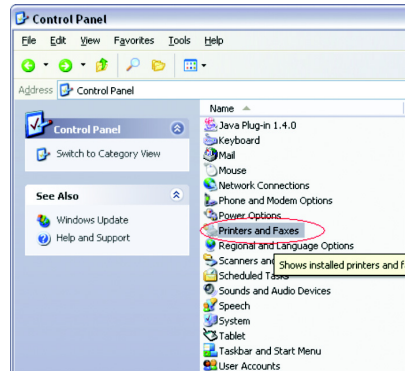 Control Panel
File Edit View Favorites Tools Help
Address Control Panel
Control Panel
Switch to Category View
See Also
Windows Update
Help and Support
Name
Java Plug-in 1.4.0
Keyboard
Mail
Mouse
Network Connections
Phone and Modem Options
Power Options
Printers and Faxes
Regional and Language Options
Scanners and
Shows installed printers and f
Scheduled Tasks
Sounds and Audio Devices
Speech
System
Tablet
Taskbar and Start Menu
User Accounts